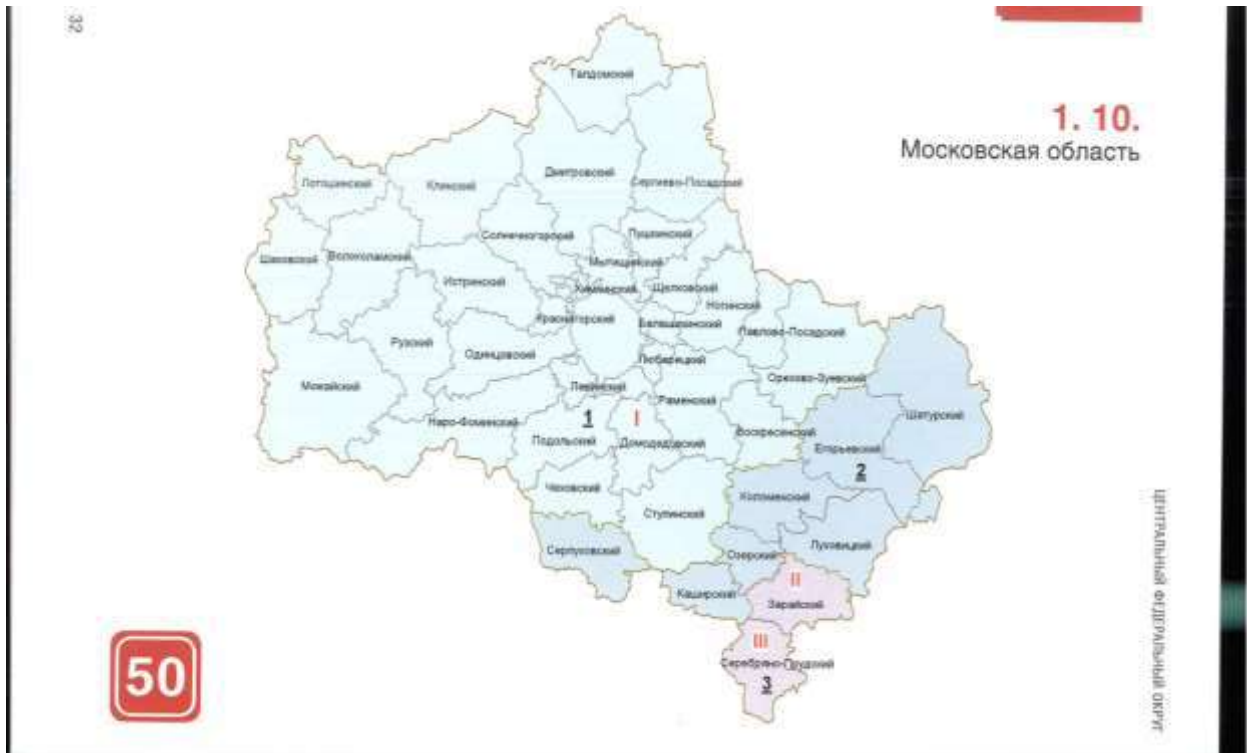 32
1. 10.
Московская область
Талдомский
Дмитровский
Сергиево-Посадский
Лотошинский
Клинский
Солнечногорский
Пушкинский
Шаховской
Волоколамский
Мытищинский
Истринский
Химкинский
Щелковский
Ногинский
Красногорский
Балашихинский
Павлово-Посадский
Рузский
Одинцовский
Люберецкий
Можайский
Ленинский
Орехово-Зуевский
Раменский
Шатурский
Наро-Фоминский
1
I
Подольский
Домодедовский
Воскресенский
Егорьевский
2
Чеховский
Коломенский
Ступинский
Серпуховский
Озерский
Луховицкий
Каширский
II
Зарайский
III
Серебряно-Прудский
3
50
ЦЕНТРАЛЬНЫЙ ФЕДЕРАЛЬНЫЙ ОКРУГ